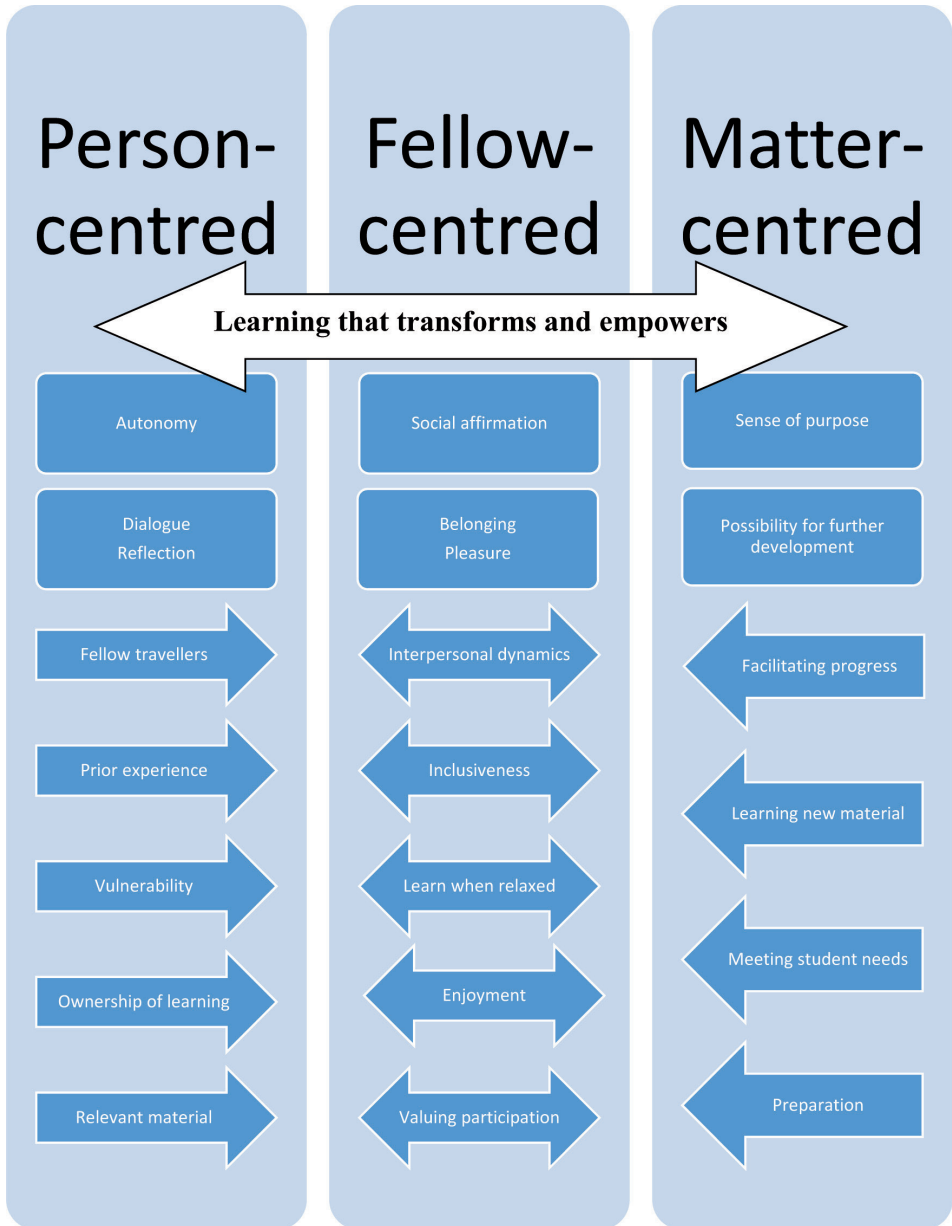 Person-
centred
Fellow-
centred
Matter-
centred
Learning that transforms and empowers
Autonomy
Dialogue
Reflection
Fellow travellers
Prior experience
Vulnerability
Ownership of learning
Relevant material
Social affirmation
Belonging
Pleasure
Interpersonal dynamics
Inclusiveness
Learn when relaxed
Enjoyment
Valuing participation
Sense of purpose
Possibility for further
development
Facilitating progress
Learning new material
Meeting student needs
Preparation